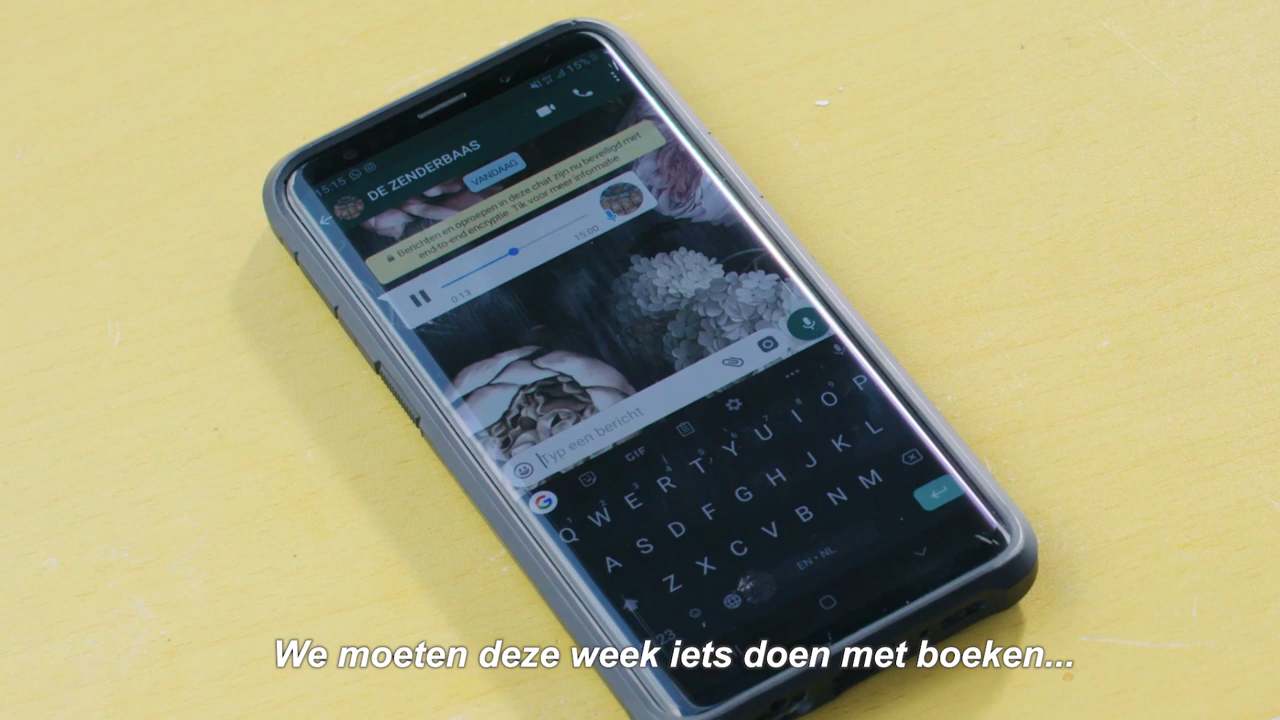 15:15 15%
DE ZENDERBAAS
VANDAAG
Berichten en oproepen in deze chat zijn nu beveiligd met
end-to-end encryptie. Tik voor meer informatie
0:13 15:00
Typ een bericht
GIF
Q W E R T Y U I O P
A S D F G H J K L
Z X C V B N M
EN - NL
We moeten deze week iets doen met boeken...